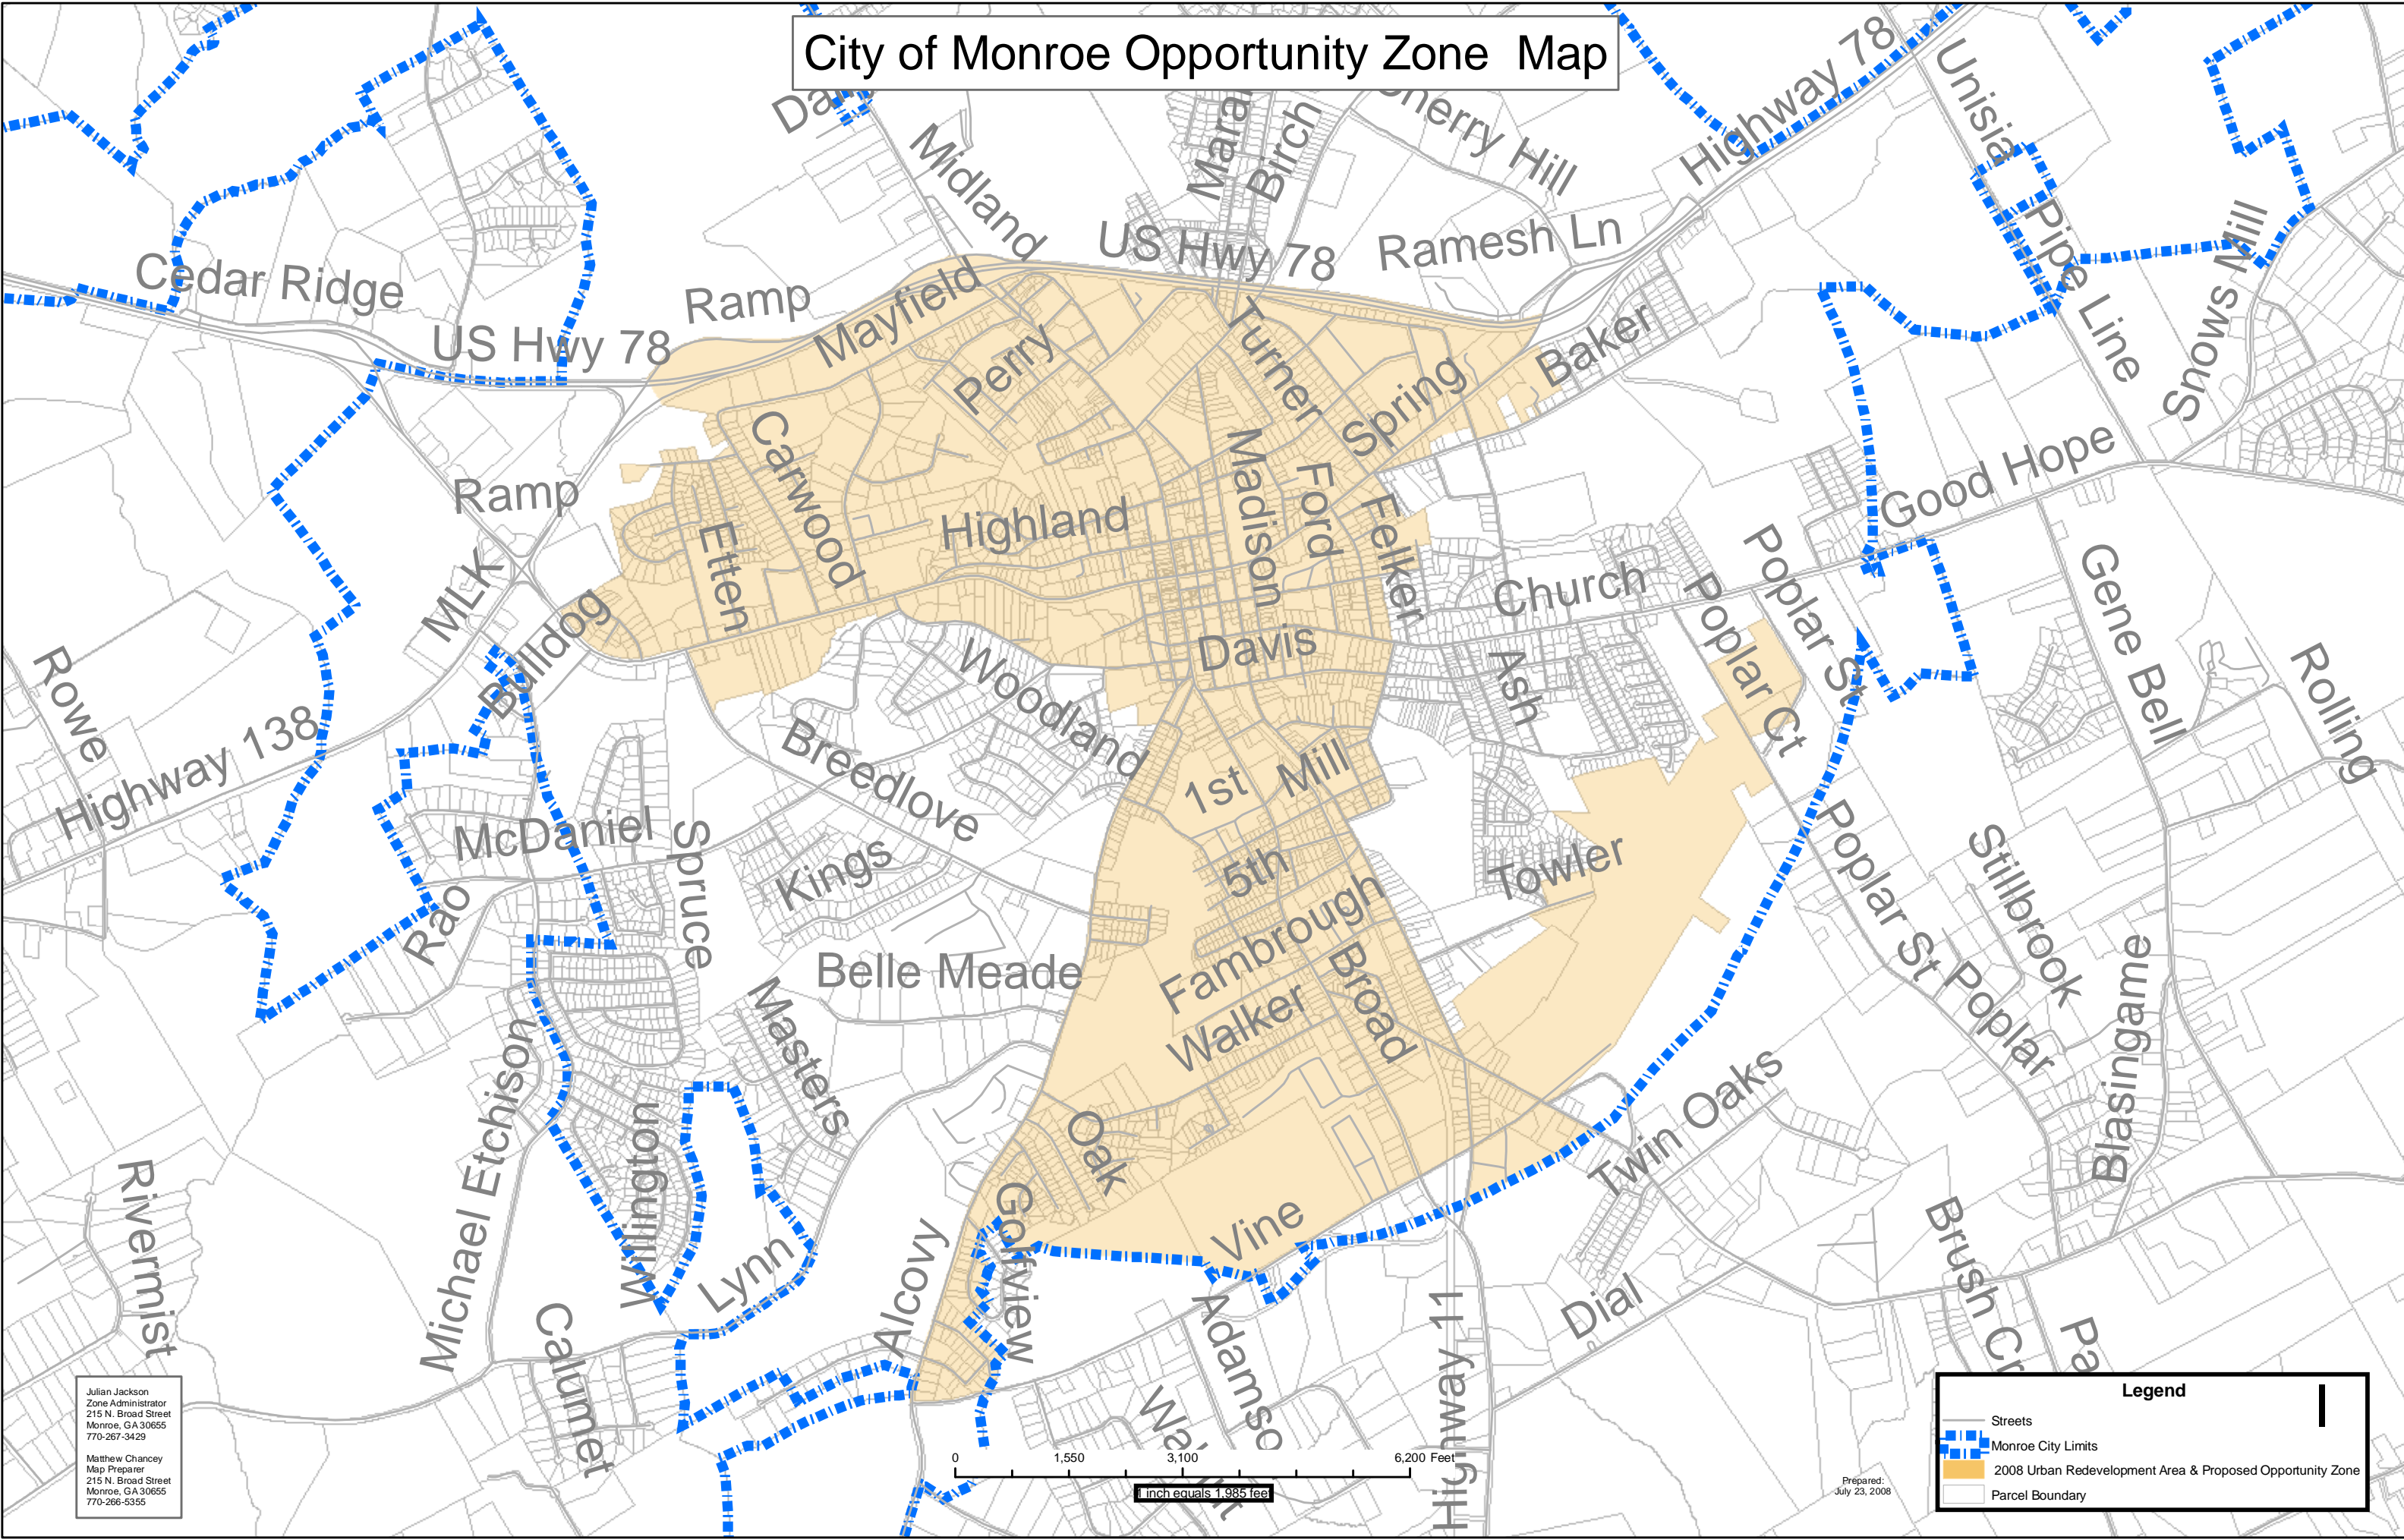 City of Monroe Opportunity Zone Map
Highway 78
Unisia
Cherry Hill
Birch
Midland
US Hwy 78
Ramesh Ln
Pipe Line
Snows Mill
Cedar Ridge
Ramp
Mayfield
US Hwy 78
Perry
Turner
Spring
Baker
Carwood
Madison
Ford
Felker
Good Hope
Ramp
Highland
Etten
MLK
Bulldog
Church
Poplar St
Poplar Ct
Gene Bell
Rowe
Davis
Ash
Rolling
Woodland
Highway 138
Breedlove
1st
Mill
McDaniel
Spruce
Kings
5th
Towler
Poplar St
Stillbrook
Rao
Belle Meade
Fambrough
Broad
Walker
Poplar
Blasingame
Masters
Michael Etchison
Willington
Oak
Twin Oaks
Rivermist
Golfview
Vine
Lynn
Alcovy
Brush Cr
Calumet
Adamso
Dial
Highway 11
Pa
Julian Jackson
Zone Administrator
215 N. Broad Street
Monroe, GA 30655
770-267-3429
Matthew Chancey
Map Preparer
215 N. Broad Street
Monroe, GA 30655
770-266-5355
0 1,550 3,100 6,200 Feet
1 inch equals 1,985 feet
Prepared:
July 23, 2008
Legend
Streets
Monroe City Limits
2008 Urban Redevelopment Area & Proposed Opportunity Zone
Parcel Boundary